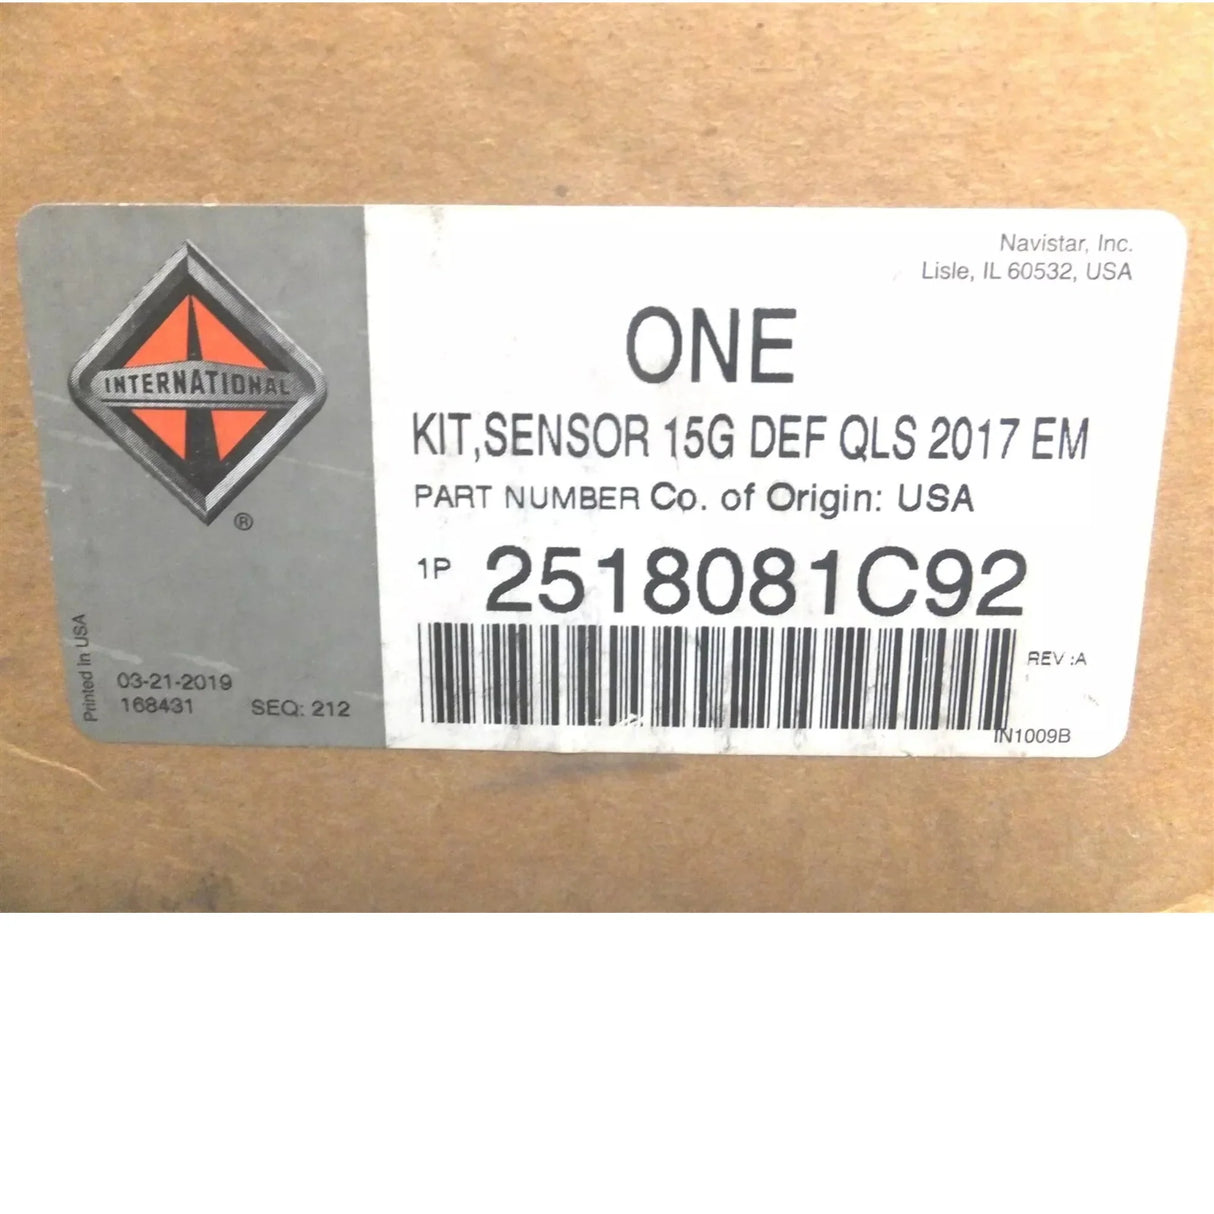 Navistar, Inc.
Lisle, IL 60532, USA
INTERNATIONAL
®
ONE
KIT,SENSOR 15G DEF QLS 2017 EM
PART NUMBER Co. of Origin: USA
1P 2518081C92
REV :A
IN1009B
Printed in USA
03-21-2019
168431 SEQ: 212